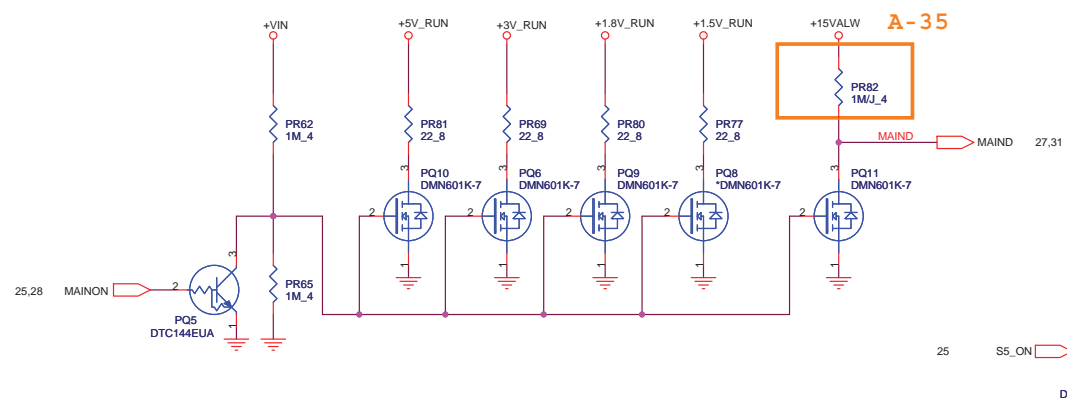 A-35
+VIN
+5V_RUN
+3V_RUN
+1.8V_RUN
+1.5V_RUN
+15VALW
PR62
1M_4
PR81
22_8
PR69
22_8
PR80
22_8
PR77
22_8
PR82
1M/J_4
MAIND
MAIND 27,31
3
PQ10
DMN601K-7
2
1
3
PQ6
DMN601K-7
2
1
3
PQ9
DMN601K-7
2
1
3
PQ8
*DMN601K-7
2
1
3
PQ11
DMN601K-7
2
1
25,28 MAINON
2
3
1
PQ5
DTC144EUA
PR65
1M_4
25 S5_ON
D